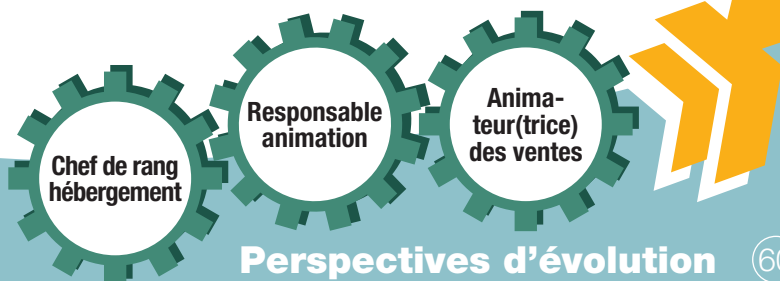 Chef de rang
hébergement
Responsable
animation
Anima-
teur(trice)
des ventes
Perspectives d'évolution